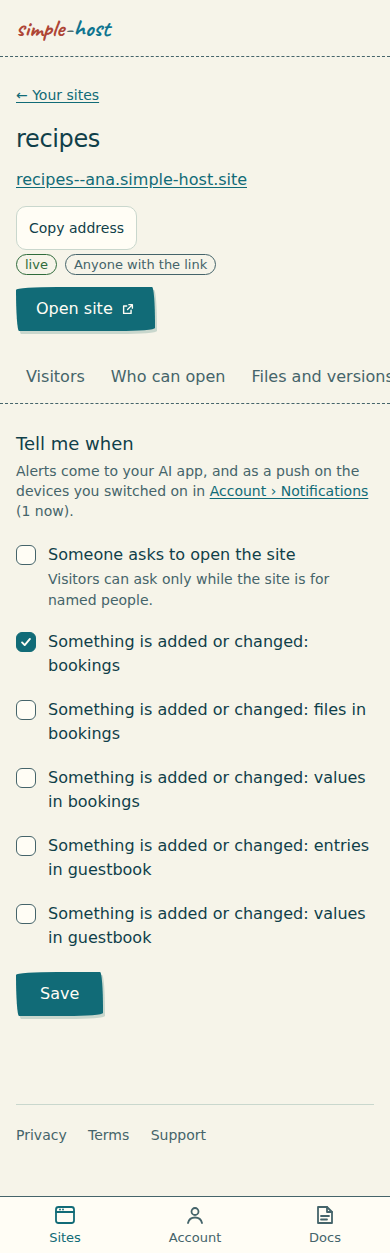 simple-host
← Your sites
recipes
recipes--ana.simple-host.site
Copy address
live
Anyone with the link
Open site
Visitors
Who can open
Files and versions
Tell me when
Alerts come to your AI app, and as a push on the
devices you switched on in Account › Notifications
(1 now).
Someone asks to open the site
Visitors can ask only while the site is for
named people.
Something is added or changed:
bookings
Something is added or changed: files in
bookings
Something is added or changed: values
in bookings
Something is added or changed: entries
in guestbook
Something is added or changed: values
in guestbook
Save
Privacy
Terms
Support
Sites
Account
Docs